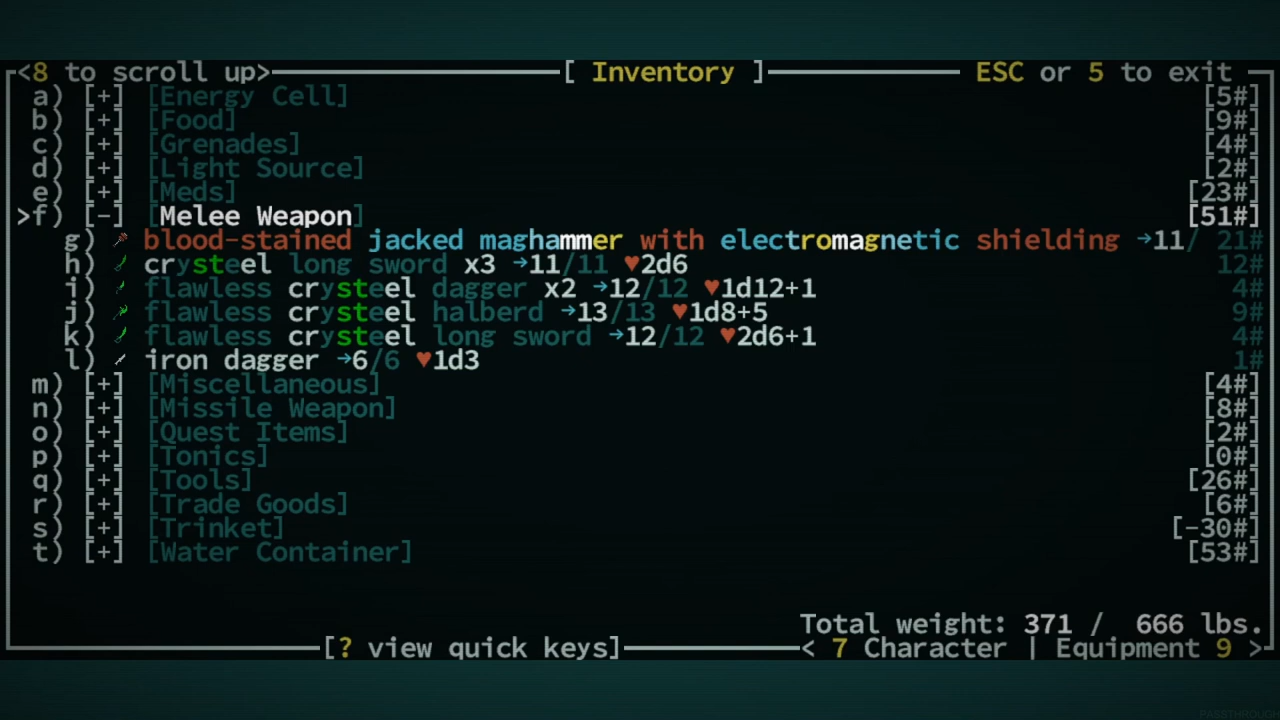 <8 to scroll up> [ Inventory ] ESC or 5 to exit
a) [+] [Energy Cell] [5#]
b) [+] [Food] [9#]
c) [+] [Grenades] [4#]
d) [+] [Light Source] [2#]
e) [+] [Meds] [23#]
>f) [-] [Melee Weapon] [51#]
g) blood-stained jacked maghammer with electromagnetic shielding →11/ 21#
h) crysteel long sword x3 →11/11 ♥2d6 12#
i) flawless crysteel dagger x2 →12/12 ♥1d12+1 4#
j) flawless crysteel halberd →13/13 ♥1d8+5 9#
k) flawless crysteel long sword →12/12 ♥2d6+1 4#
l) iron dagger →6/6 ♥1d3 1#
m) [+] [Miscellaneous] [4#]
n) [+] [Missile Weapon] [8#]
o) [+] [Quest Items] [2#]
p) [+] [Tonics] [0#]
q) [+] [Tools] [26#]
r) [+] [Trade Goods] [6#]
s) [+] [Trinket] [-30#]
t) [+] [Water Container] [53#]
Total weight: 371 / 666 lbs.
[? view quick keys] < 7 Character | Equipment 9 >